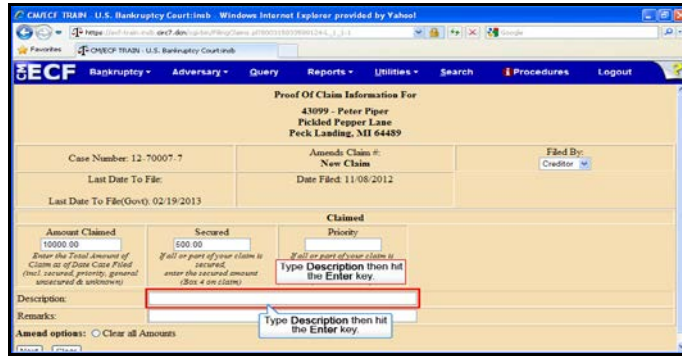 CM/ECF TRAIN - U.S. Bankruptcy Court:innb - Windows Internet Explorer provided by Yahoo!
Google
Favorites
CM/ECF TRAIN - U.S. Bankruptcy Court:innb
CM ECF Bankruptcy Adversary Query Reports Utilities Search Procedures Logout
Proof Of Claim Information For
43099 - Peter Piper
Pickled Pepper Lane
Peck Landing, MI 64489
Case Number: 12-70007-7
Amends Claim #:
New Claim
Filed By:
Creditor
Last Date To File:
Date Filed: 11/08/2012
Last Date To File(Govt): 02/19/2013
Claimed
Amount Claimed Secured Priority
10000.00 500.00
Enter the Total Amount of
Claim as of Date Case Filed
(incl. secured, priority, general
unsecured & unknown)
If all or part of your claim is
secured,
enter the secured amount
(Box 4 on claim)
If all or part of your claim is
Type Description then hit
the Enter key.
Description:
Remarks:
Type Description then hit
the Enter key.
Amend options: Clear all Amounts
Next Clear